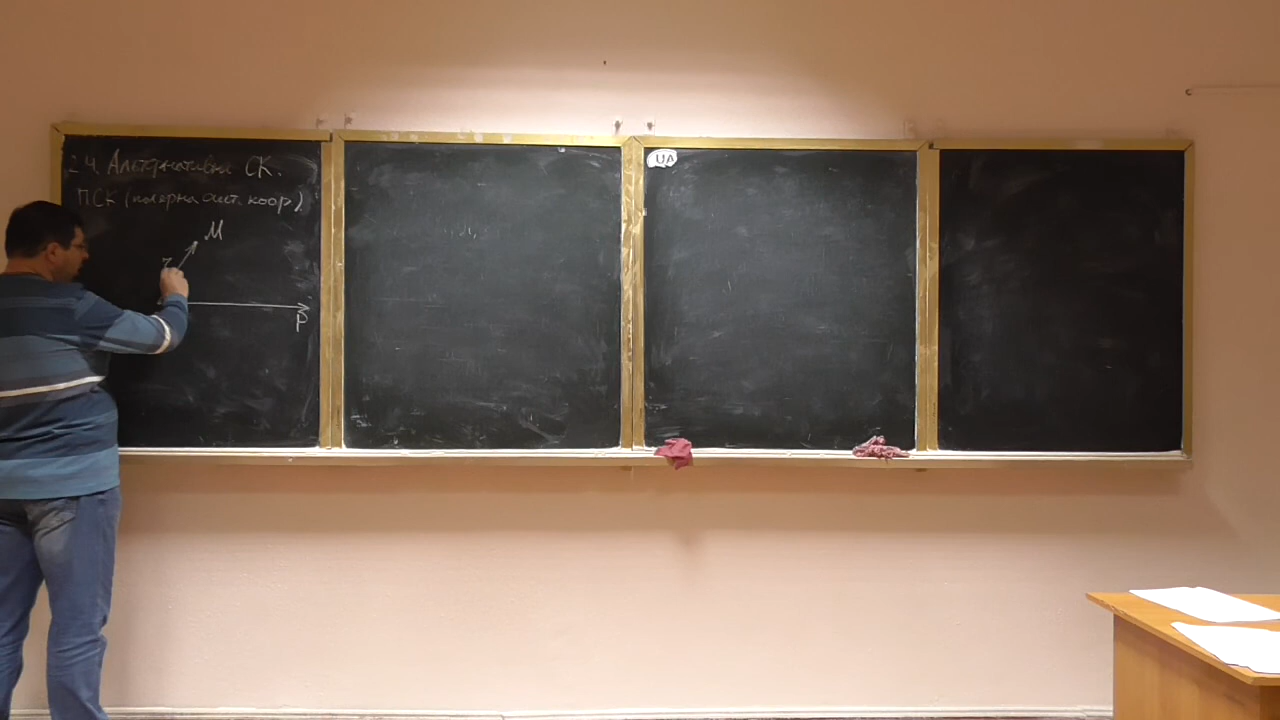 2.4. Альтернативні СК.
ПСК (полярна сист. коор)
M
r
P
UA